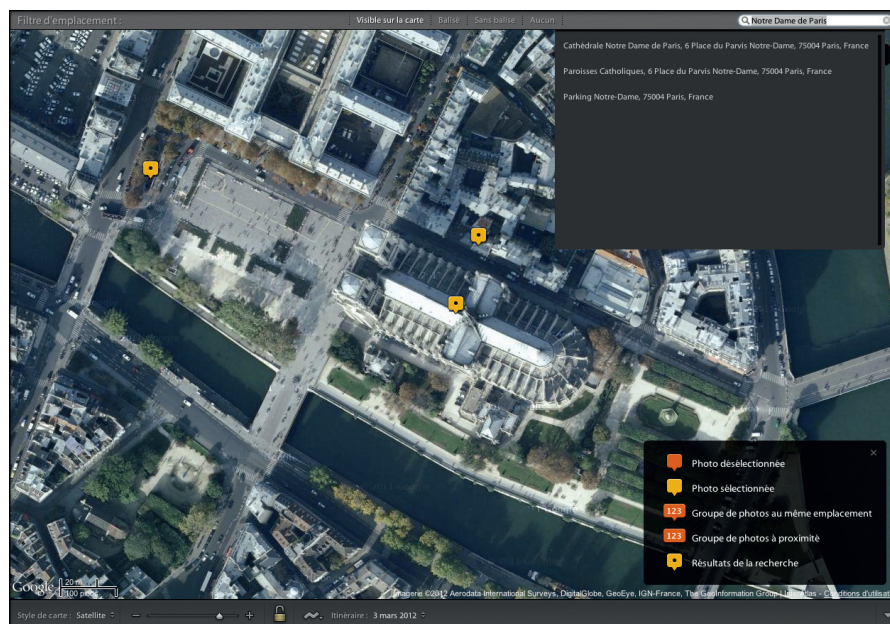 Filtre d'emplacement :
Visible sur la carte | Balisé | Sans balise | Aucun
Notre Dame de Paris
Cathédrale Notre Dame de Paris, 6 Place du Parvis Notre-Dame, 75004 Paris, France
Paroisses Catholiques, 6 Place du Parvis Notre-Dame, 75004 Paris, France
Parking Notre-Dame, 75004 Paris, France
Photo désélectionnée
Photo sélectionnée
123 Groupe de photos au même emplacement
123 Groupe de photos à proximité
Résultats de la recherche
Google
20 m
100 pieds
Imagerie ©2012 Aerodata International Surveys, DigitalGlobe, GeoEye, IGN-France, The GeoInformation Group | InterAtlas - Conditions d'utilisat
Style de carte : Satellite
Itinéraire : 3 mars 2012